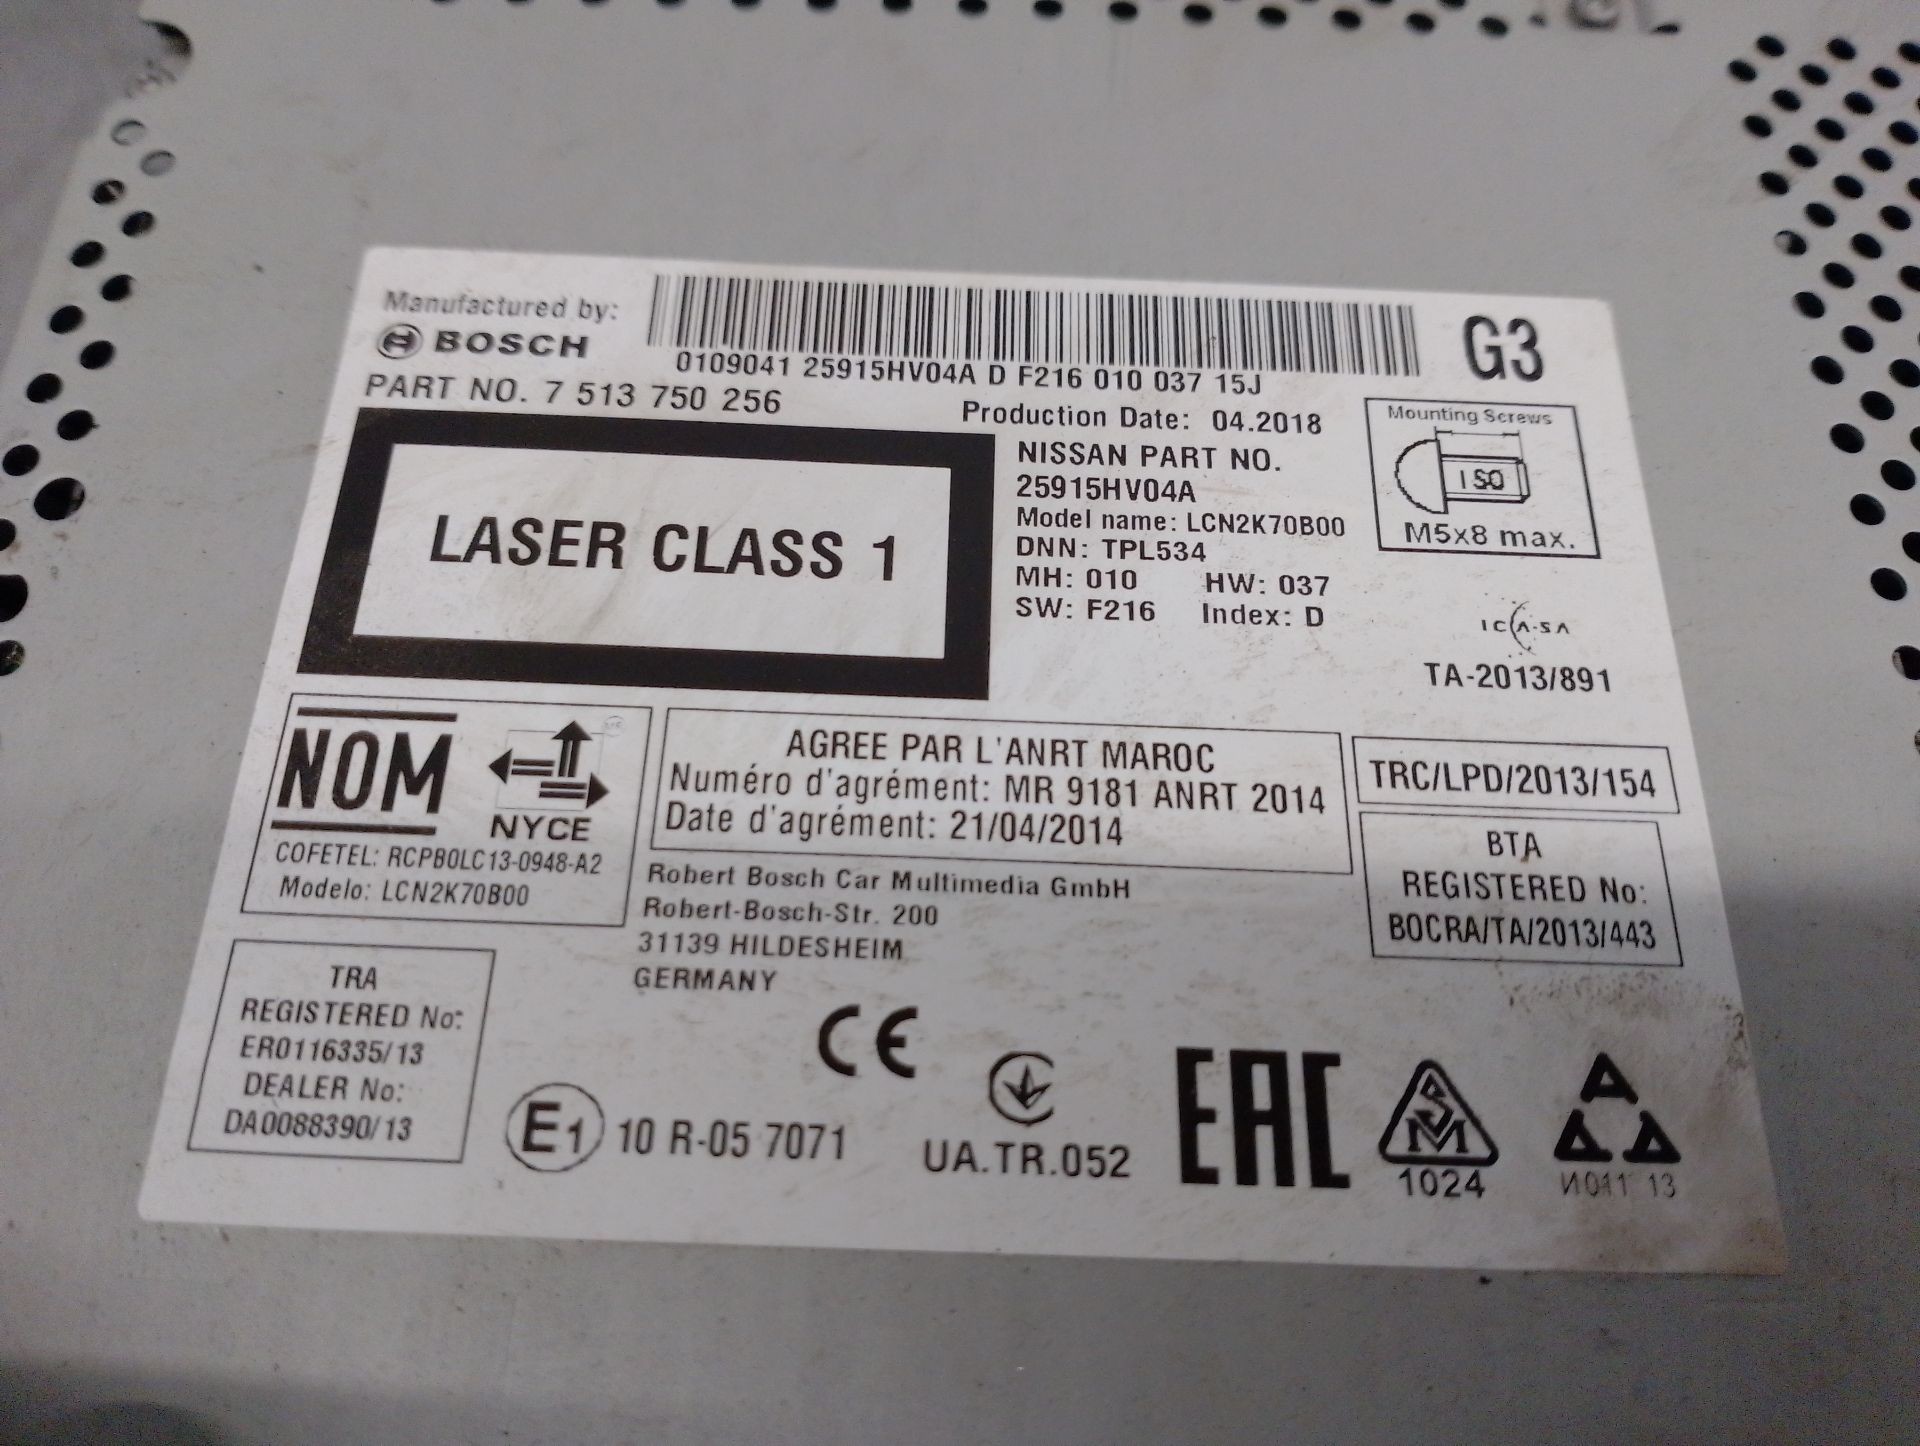 Manufactured by:
BOSCH
0109041 25915HV04A D F216 010 037 15J
G3
PART NO. 7 513 750 256
Production Date: 04.2018
Mounting Screws
ISO
M5x8 max.
LASER CLASS 1
NISSAN PART NO.
25915HV04A
Model name: LCN2K70B00
DNN: TPL534
MH: 010 HW: 037
SW: F216 Index: D
ICASA
TA-2013/891
NOM
NYCE
COFETEL: RCPBOLC13-0948-A2
Modelo: LCN2K70B00
AGREE PAR L'ANRT MAROC
Numéro d'agrément: MR 9181 ANRT 2014
Date d'agrément: 21/04/2014
TRC/LPD/2013/154
BTA
REGISTERED No:
BOCRA/TA/2013/443
Robert Bosch Car Multimedia GmbH
Robert-Bosch-Str. 200
31139 HILDESHEIM
GERMANY
TRA
REGISTERED No:
ER0116335/13
DEALER No:
DA0088390/13
CE
E1 10 R-05 7071
UA.TR.052
EAC
SM
1024
A
13